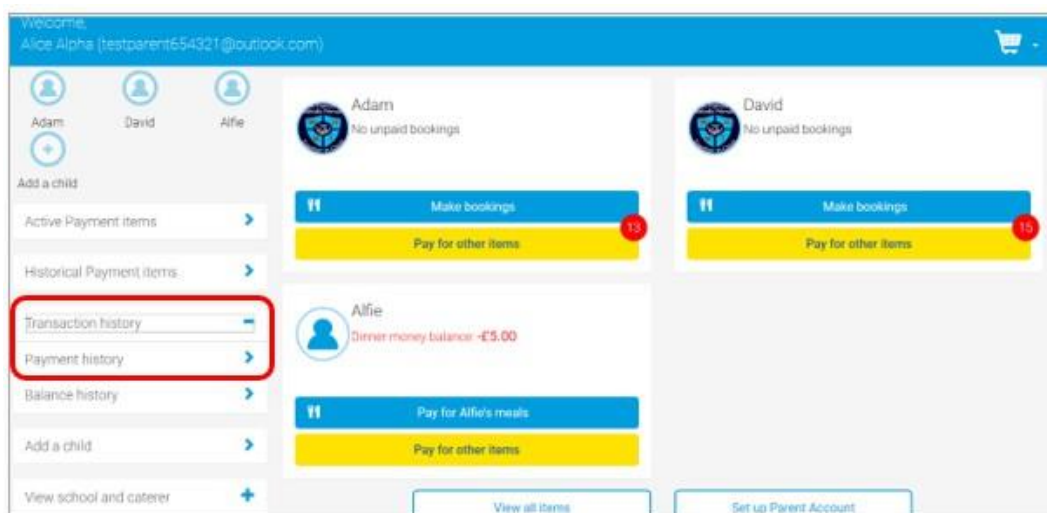 Welcome,
Alice Alpha (testparent654321@outlook.com)
Adam
David
Alfie
Add a child
Active Payment items
Historical Payment items
Transaction history
Payment history
Balance history
Add a child
View school and caterer
Adam
No unpaid bookings
Make bookings
13
Pay for other items
David
No unpaid bookings
Make bookings
15
Pay for other items
Alfie
Dinner money balance: -£5.00
Pay for Alfie's meals
Pay for other items
View all items
Set up Parent Account